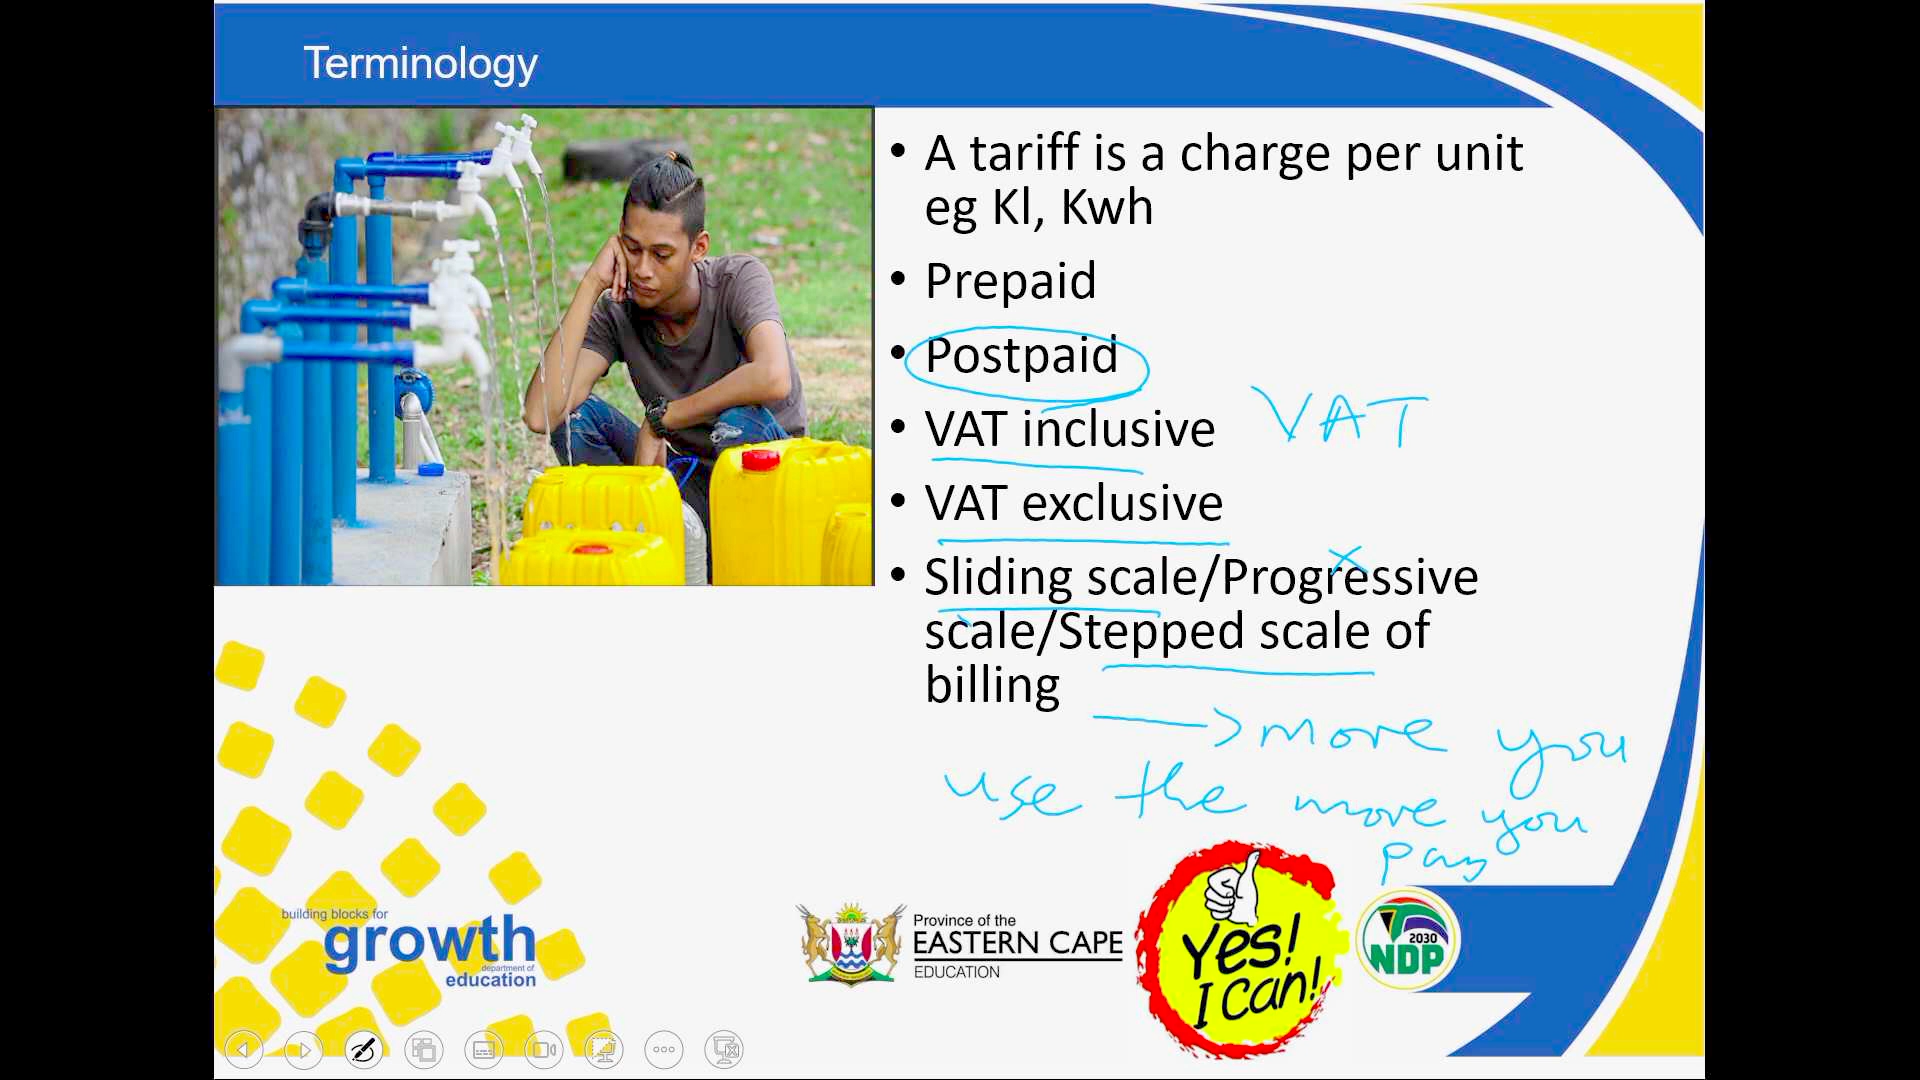 Terminology
• A tariff is a charge per unit
eg Kl, Kwh
• Prepaid
• Postpaid
• VAT inclusive
VAT
• VAT exclusive
• Sliding scale/Progressive
scale/Stepped scale of
billing
→ more you
use the more you
pay
building blocks for
growth
department of
education
Province of the
EASTERN CAPE
EDUCATION
Yes!
I Can!
2030
NDP